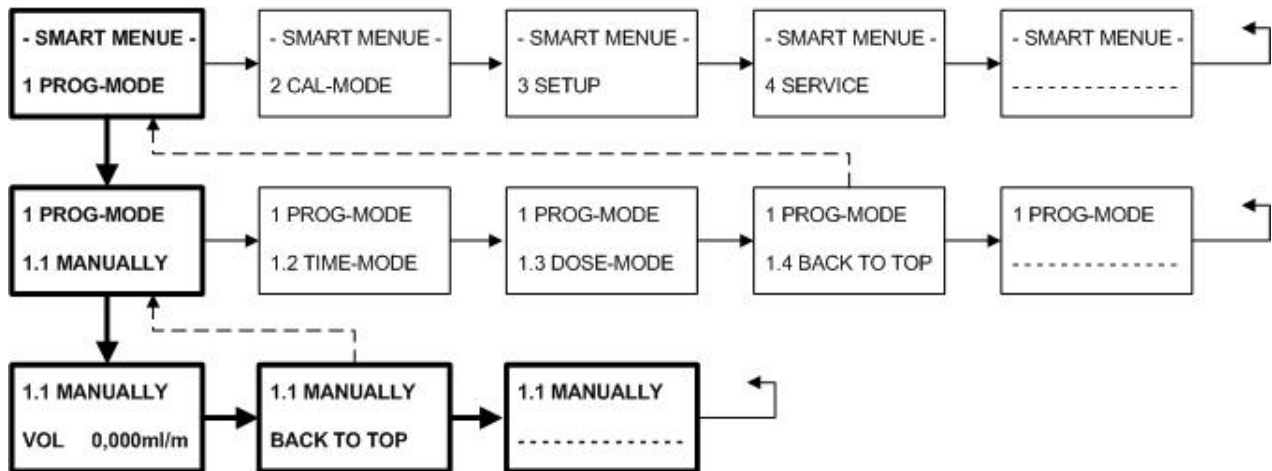 - SMART MENUE -
1 PROG-MODE
- SMART MENUE -
2 CAL-MODE
- SMART MENUE -
3 SETUP
- SMART MENUE -
4 SERVICE
- SMART MENUE -
- - - - - - - - - - - - - -
1 PROG-MODE
1.1 MANUALLY
1 PROG-MODE
1.2 TIME-MODE
1 PROG-MODE
1.3 DOSE-MODE
1 PROG-MODE
1.4 BACK TO TOP
1 PROG-MODE
- - - - - - - - - - - - - -
1.1 MANUALLY
VOL 0,000ml/m
1.1 MANUALLY
BACK TO TOP
1.1 MANUALLY
- - - - - - - - - - - - - -